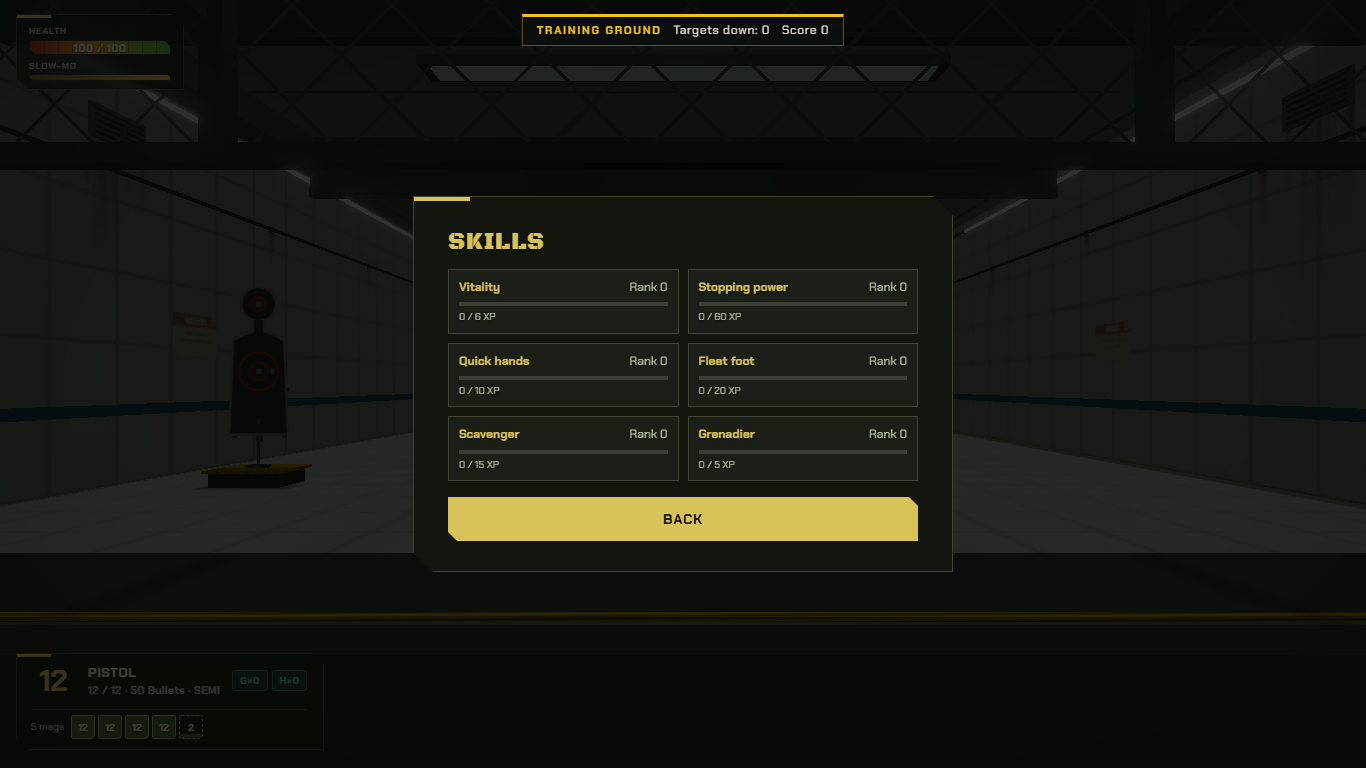 HEALTH
100 / 100
SLOW-MO
TRAINING GROUND Targets down: 0 Score 0
SKILLS
Vitality Rank 0
0 / 6 XP
Stopping power Rank 0
0 / 60 XP
Quick hands Rank 0
0 / 10 XP
Fleet foot Rank 0
0 / 20 XP
Scavenger Rank 0
0 / 15 XP
Grenadier Rank 0
0 / 5 XP
BACK
12 PISTOL
12 / 12 · 50 Bullets · SEMI
G×0 H×0
5 mags 12 12 12 12 2